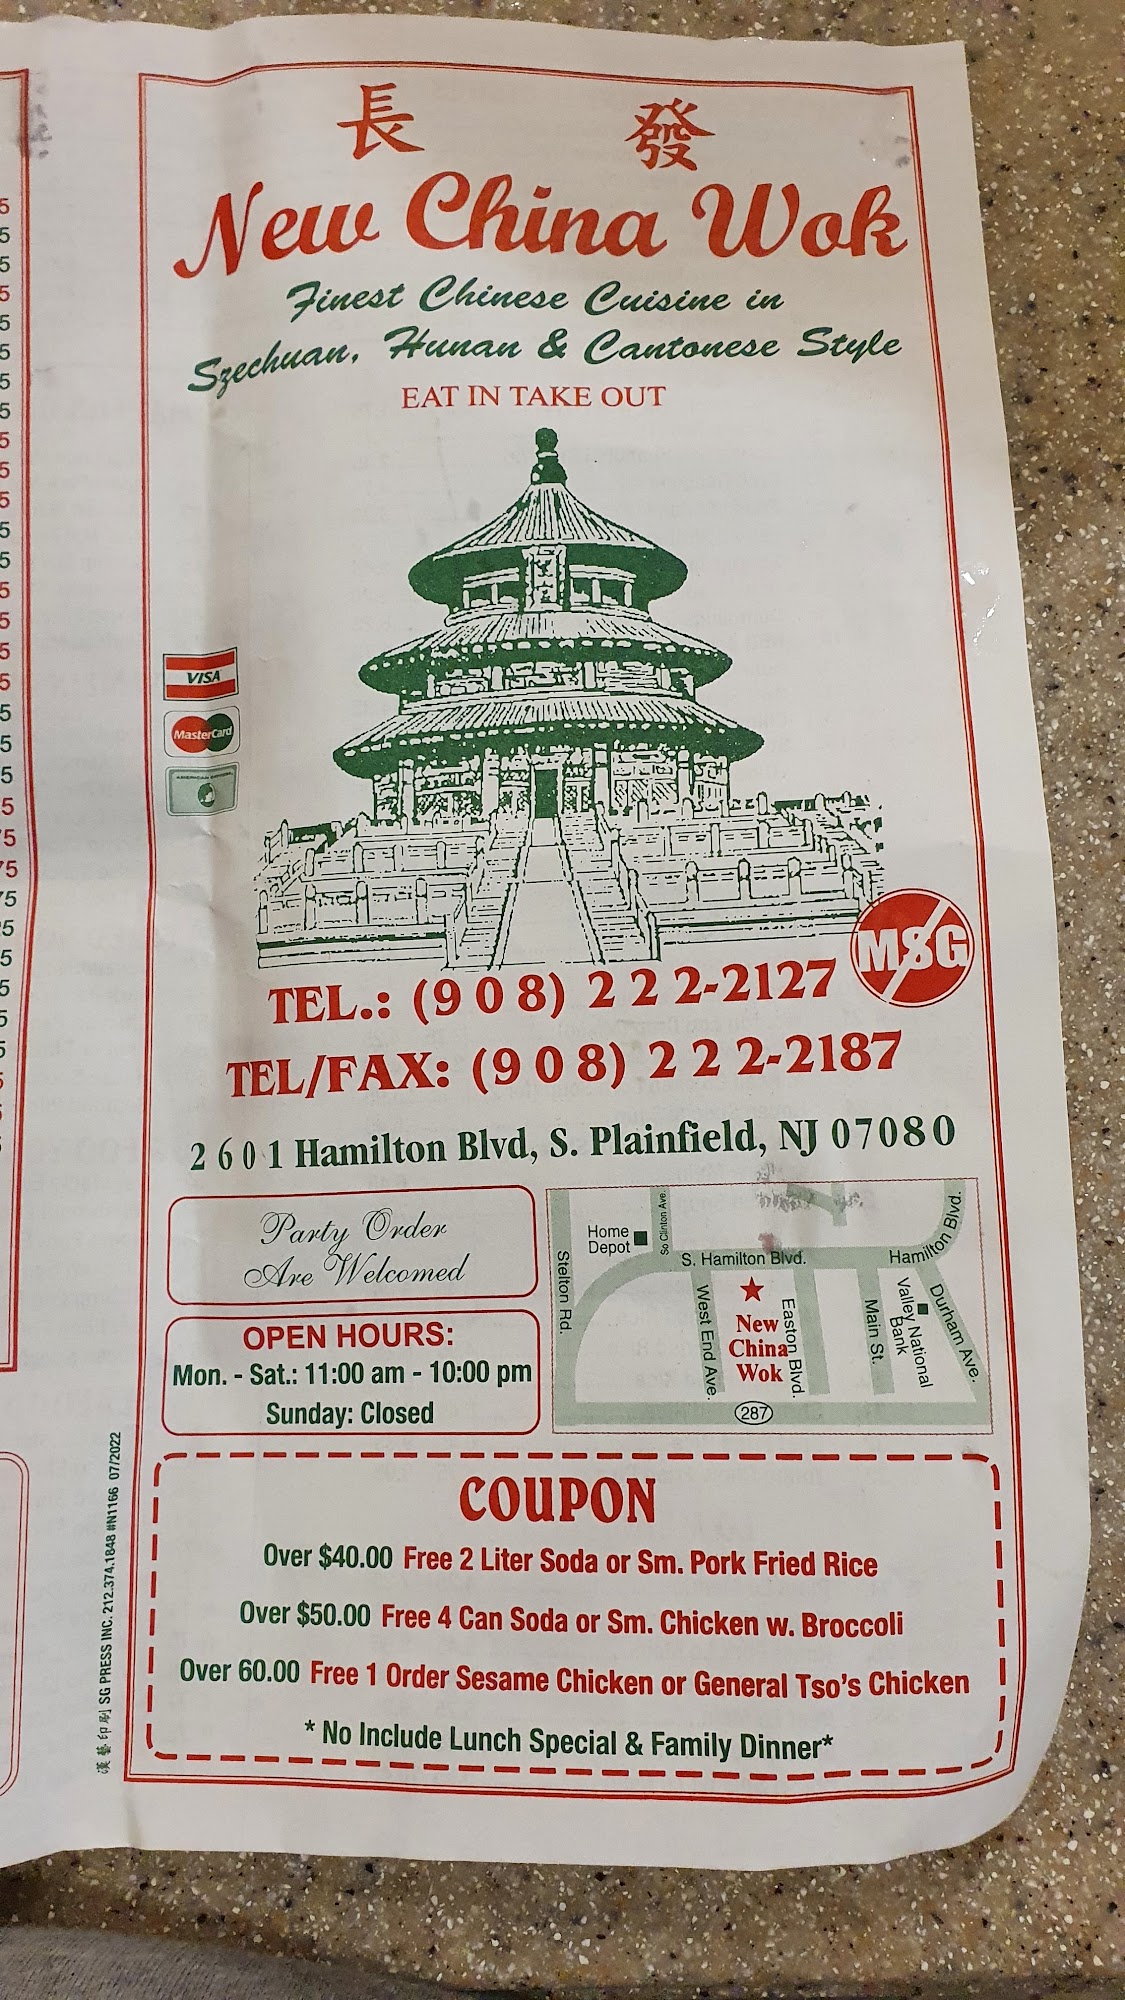 長 發
New China Wok
Finest Chinese Cuisine in
Szechuan, Hunan & Cantonese Style
EAT IN TAKE OUT
VISA
MasterCard
AMERICAN EXPRESS
MSG
TEL.: (908) 222-2127
TEL/FAX: (908) 222-2187
2601 Hamilton Blvd, S. Plainfield, NJ 07080
Party Order
Are Welcomed
OPEN HOURS:
Mon. - Sat.: 11:00 am - 10:00 pm
Sunday: Closed
Home
Depot
So Clinton Ave.
Stelton Rd.
S. Hamilton Blvd.
Hamilton Blvd.
West End Ave.
New
China
Wok
Easton Blvd.
Main St.
Valley National
Bank
Durham Ave.
287
COUPON
Over $40.00 Free 2 Liter Soda or Sm. Pork Fried Rice
Over $50.00 Free 4 Can Soda or Sm. Chicken w. Broccoli
Over 60.00 Free 1 Order Sesame Chicken or General Tso's Chicken
* No Include Lunch Special & Family Dinner*
漢藝印刷 SG PRESS INC. 212.374.1848 #N1166 07/2022